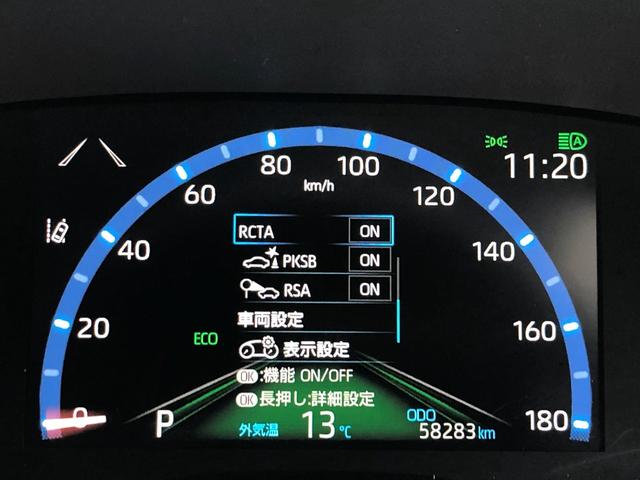 80
100
km/h
60
120
11:20
A
40
140
RCTA ON
PKSB ON
RSA ON
車両設定
20
160
ECO
表示設定
OK:機能 ON/OFF
OK長押し:詳細設定
0
P
外気温 13℃
ODO
58283km
180